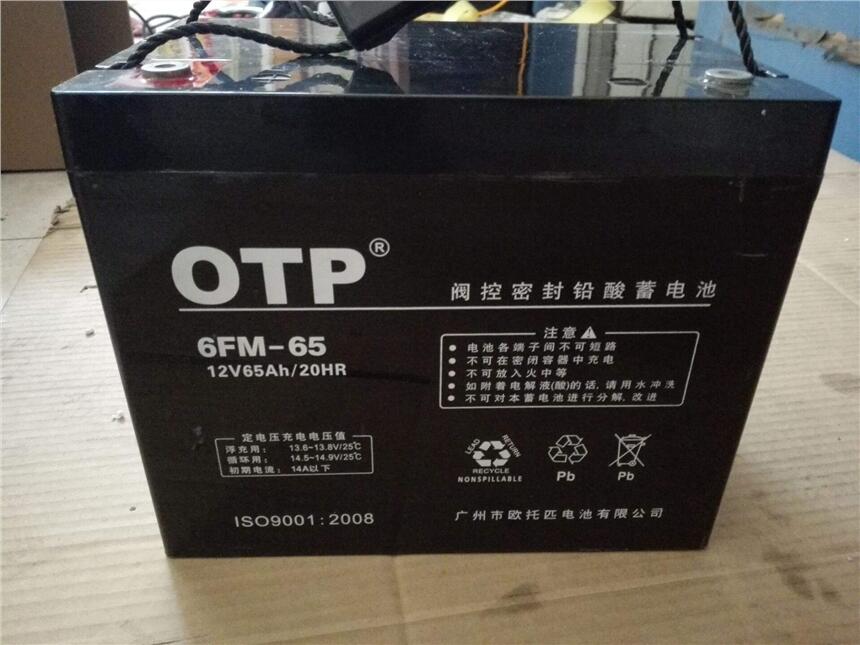 OTP®
阀控密封铅酸蓄电池
6FM-65
12V65Ah/20HR
注意
● 电池各端子间不可短路
● 不可在密闭容器中充电
● 不可放入火中等
● 如附着电解液(酸)的话,请用水冲洗
● 不可对本蓄电池进行分解,改进
定电压充电电压值
浮充用: 13.6~13.8V/25℃
循环用: 14.5~14.9V/25℃
初期电流: 14A以下
LEAD RETURN
RECYCLE
NONSPILLABLE
Pb
Pb
ISO9001:2008
广州市欧托匹电池有限公司